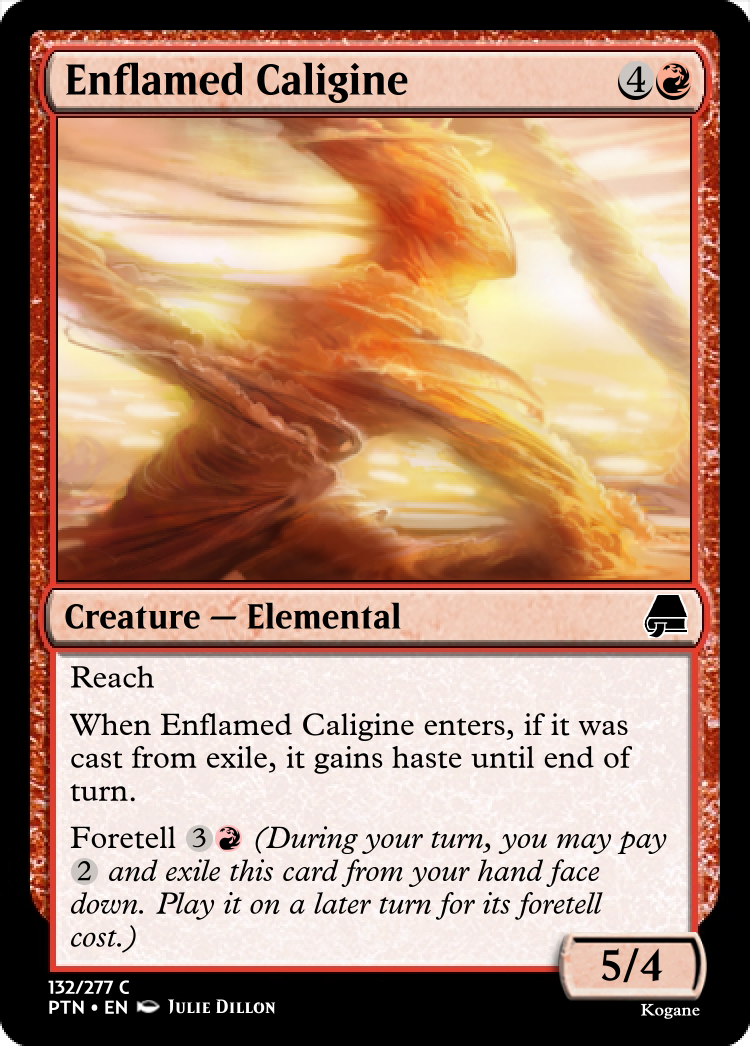 Enflamed Caligine 4
Creature — Elemental
Reach
When Enflamed Caligine enters, if it was
cast from exile, it gains haste until end of
turn.
Foretell 3 (During your turn, you may pay
2 and exile this card from your hand face
down. Play it on a later turn for its foretell
cost.)
5/4
132/277 C
PTN • EN Julie Dillon
Kogane